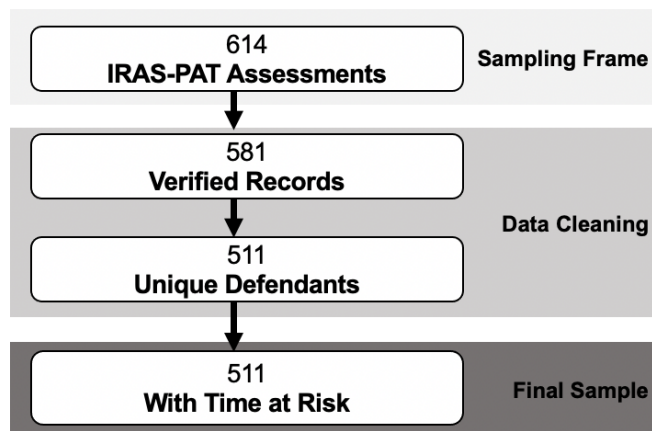 614
IRAS-PAT Assessments
Sampling Frame
581
Verified Records
Data Cleaning
511
Unique Defendants
511
With Time at Risk
Final Sample